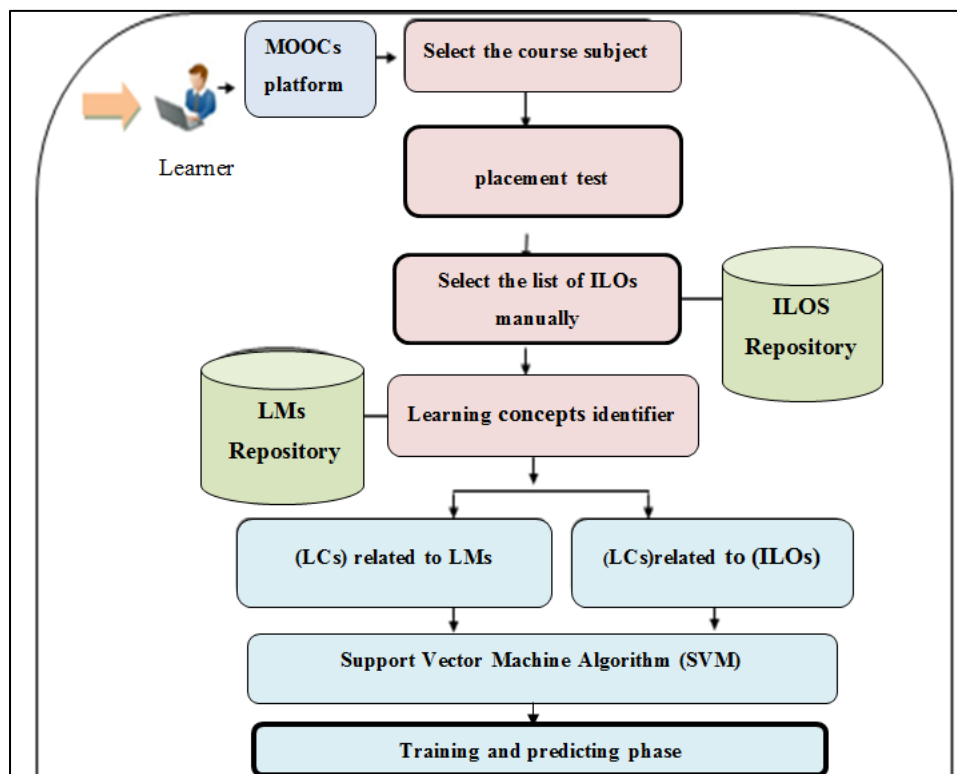 MOOCs
platform
Select the course subject
Learner
placement test
Select the list of ILOs
manually
ILOS
Repository
LMs
Repository
Learning concepts identifier
(LCs) related to LMs
(LCs)related to (ILOs)
Support Vector Machine Algorithm (SVM)
Training and predicting phase